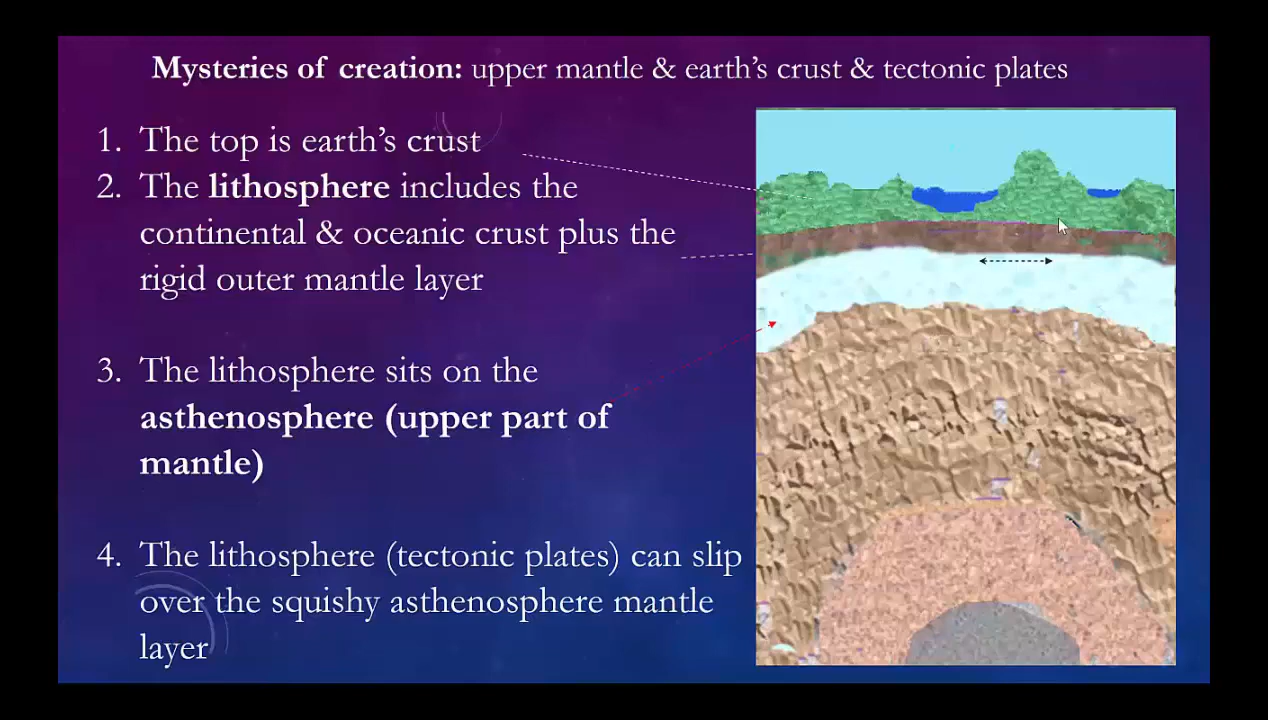 Mysteries of creation: upper mantle & earth's crust & tectonic plates
1. The top is earth's crust
2. The lithosphere includes the
continental & oceanic crust plus the
rigid outer mantle layer
3. The lithosphere sits on the
asthenosphere (upper part of
mantle)
4. The lithosphere (tectonic plates) can slip
over the squishy asthenosphere mantle
layer